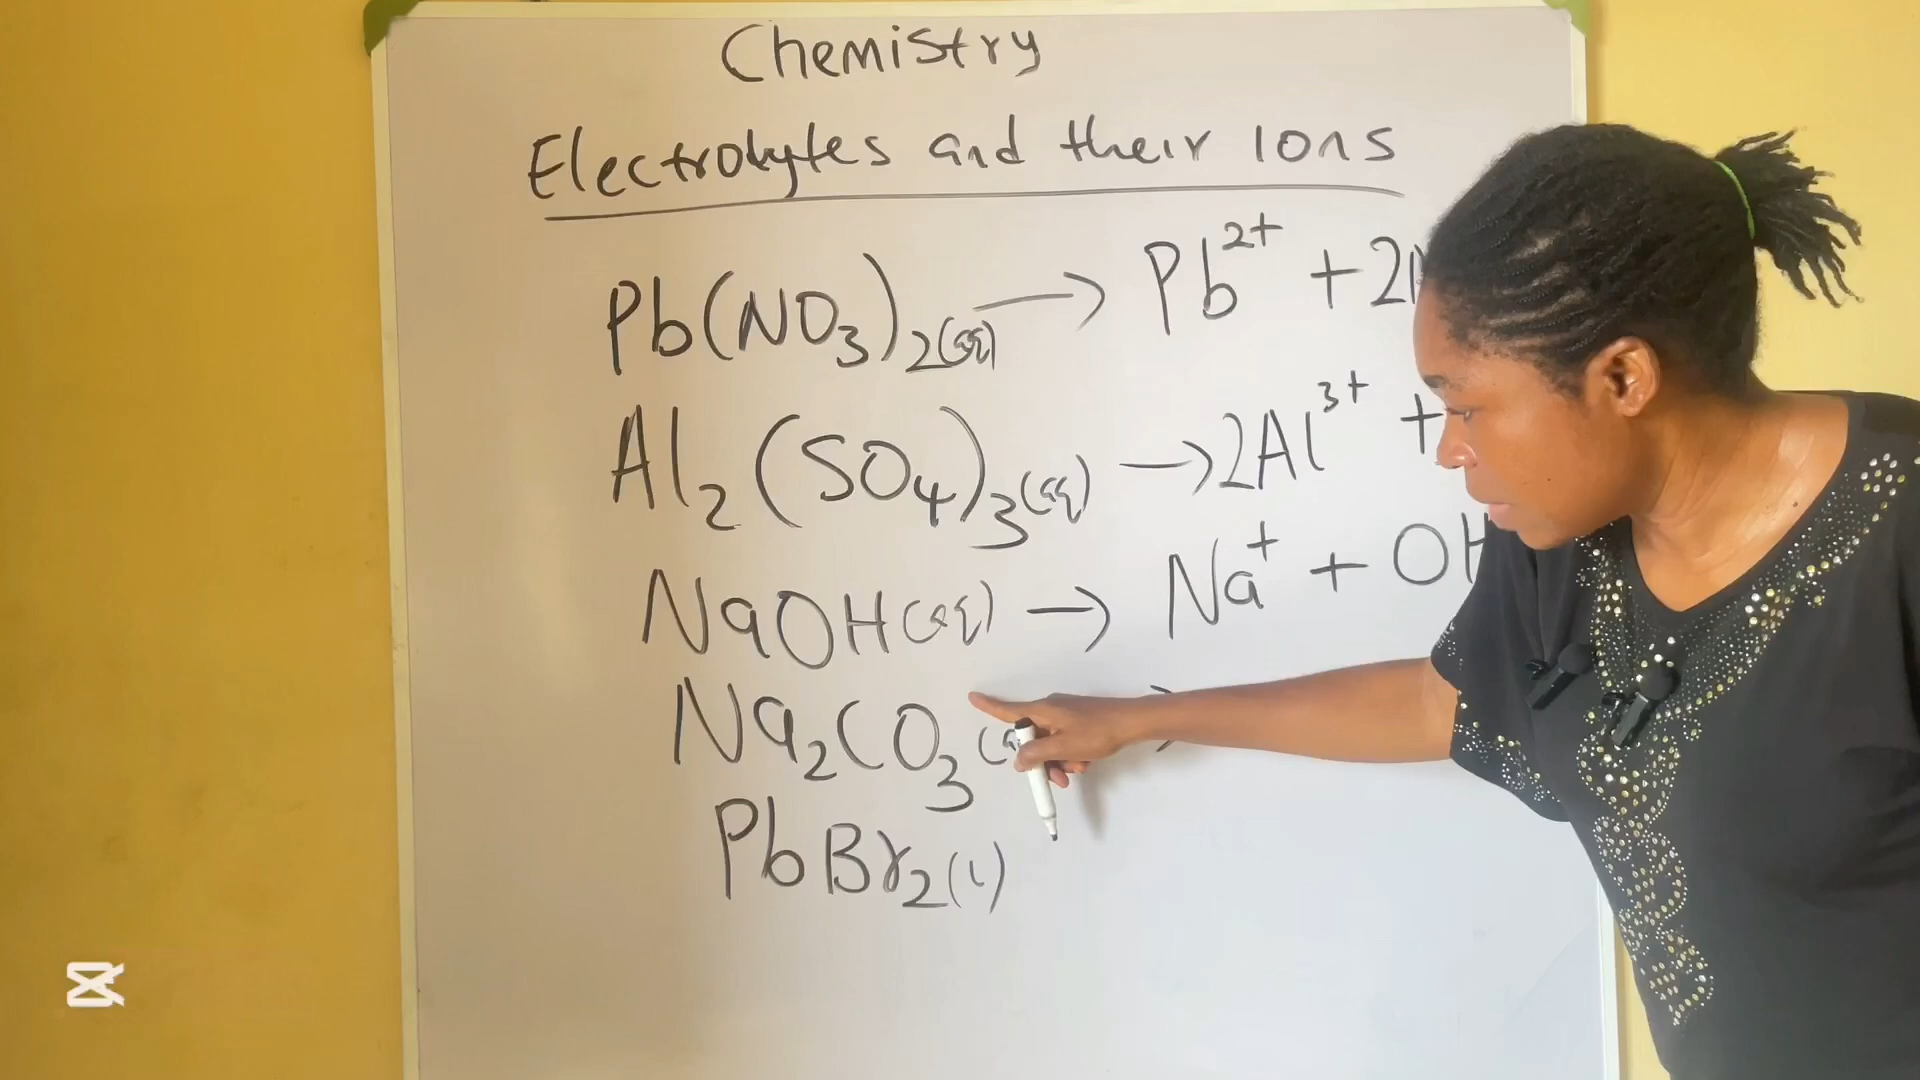 Chemistry
Electrolytes and their Ions
Pb(NO₃)₂(aq) → Pb²⁺ + 2
Al₂(SO₄)₃(aq) → 2Al³⁺ +
NaOH(aq) → Na⁺ + OH
Na₂CO₃(a →
PbBr₂(l)